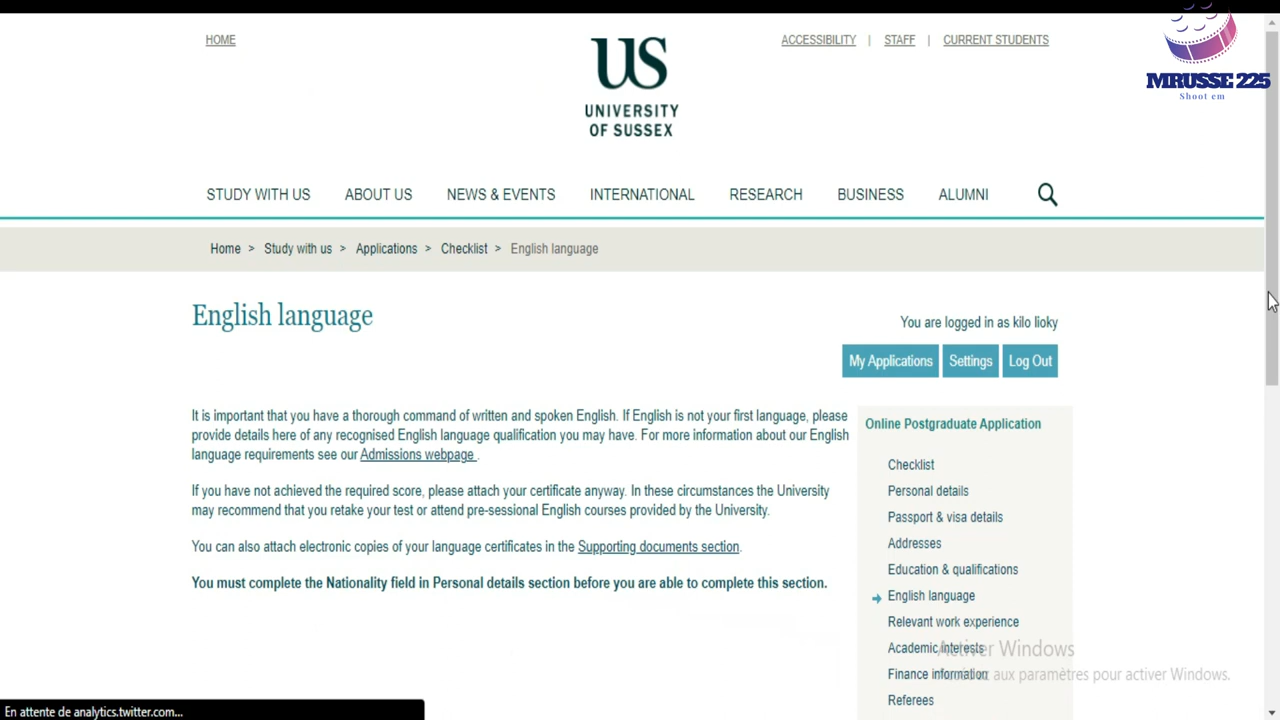 HOME
US
UNIVERSITY
OF SUSSEX
ACCESSIBILITY | STAFF | CURRENT STUDENTS
MRUSSE 225
Shoot em
STUDY WITH US ABOUT US NEWS & EVENTS INTERNATIONAL RESEARCH BUSINESS ALUMNI
Home > Study with us > Applications > Checklist > English language
English language
You are logged in as kilo lioky
My Applications Settings Log Out
It is important that you have a thorough command of written and spoken English. If English is not your first language, please
provide details here of any recognised English language qualification you may have. For more information about our English
language requirements see our Admissions webpage .
If you have not achieved the required score, please attach your certificate anyway. In these circumstances the University
may recommend that you retake your test or attend pre-sessional English courses provided by the University.
You can also attach electronic copies of your language certificates in the Supporting documents section.
You must complete the Nationality field in Personal details section before you are able to complete this section.
Online Postgraduate Application
Checklist
Personal details
Passport & visa details
Addresses
Education & qualifications
English language
Relevant work experience
Academic interests
Finance information
Referees
Activer Windows
aux paramètres pour activer Windows.
En attente de analytics.twitter.com...